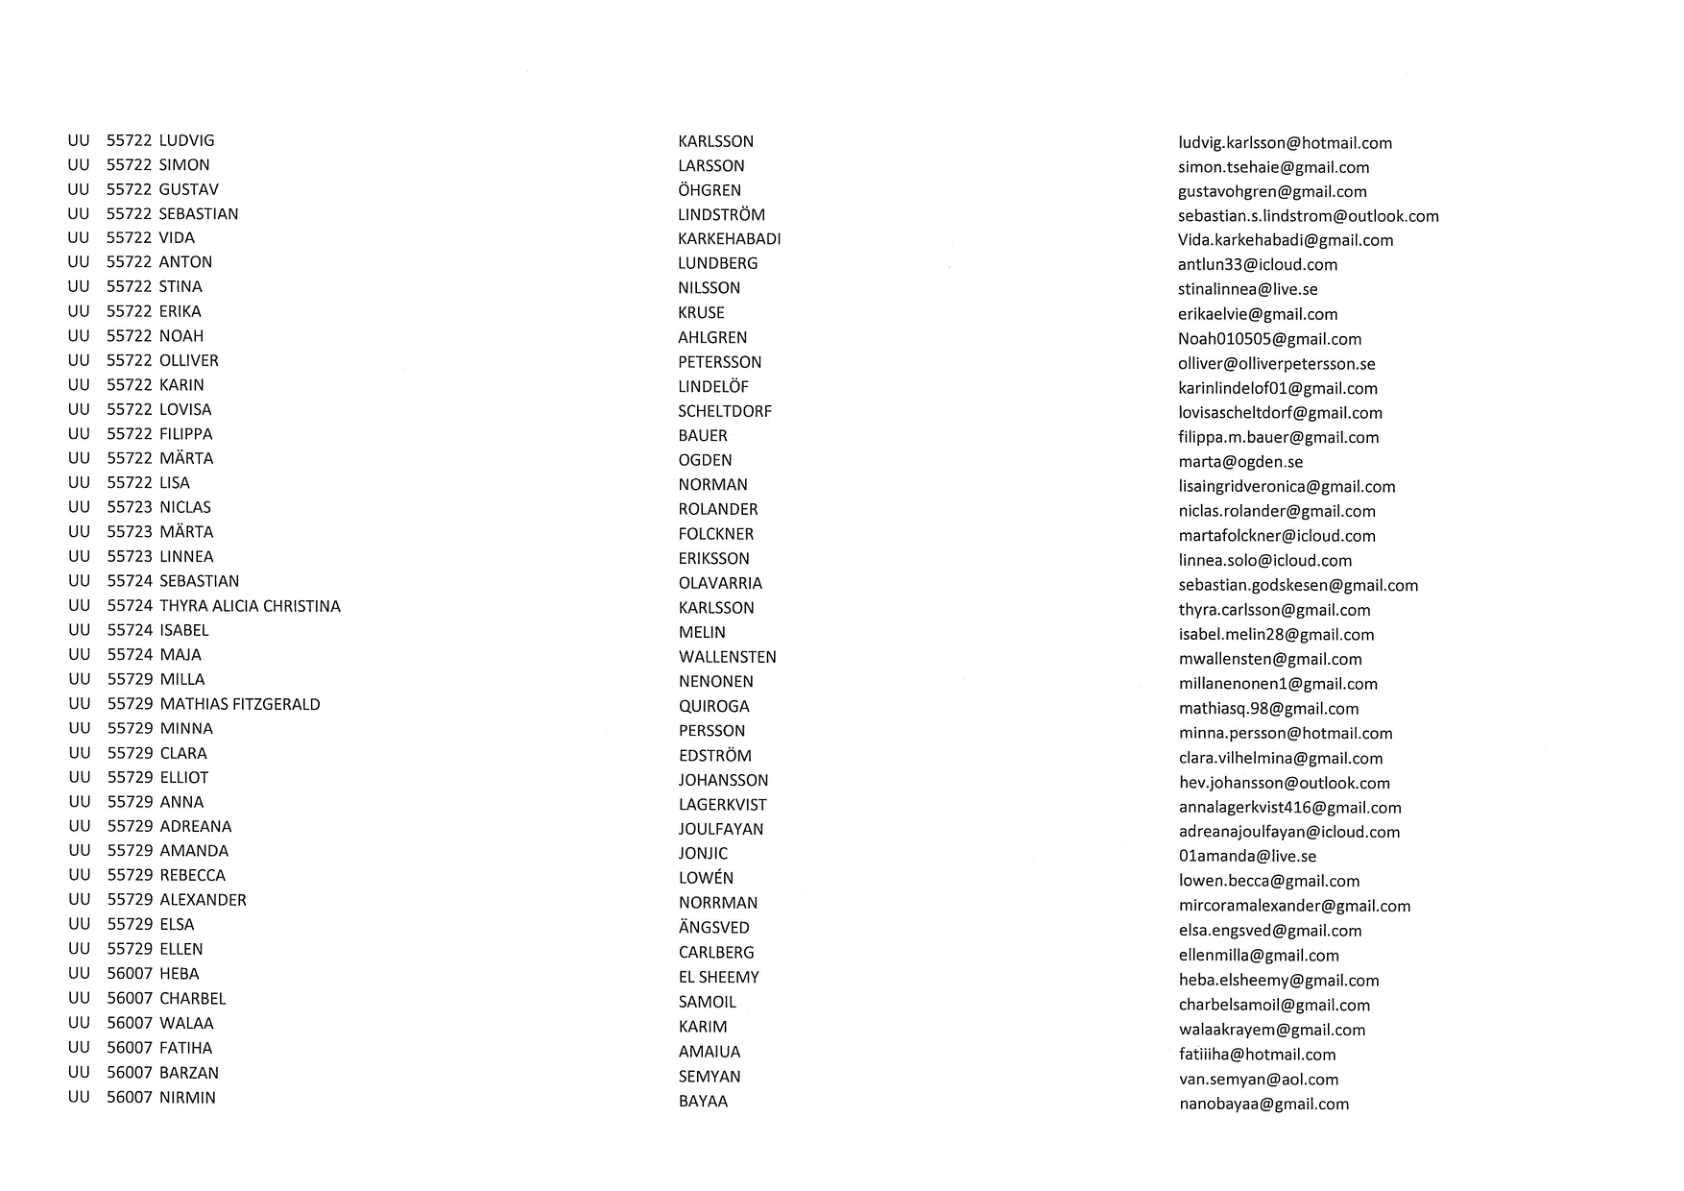 UU 55722 LUDVIG KARLSSON ludvig.karlsson@hotmail.com
UU 55722 SIMON LARSSON simon.tsehaie@gmail.com
UU 55722 GUSTAV ÖHGREN gustavohgren@gmail.com
UU 55722 SEBASTIAN LINDSTRÖM sebastian.s.lindstrom@outlook.com
UU 55722 VIDA KARKEHABADI Vida.karkehabadi@gmail.com
UU 55722 ANTON LUNDBERG antlun33@icloud.com
UU 55722 STINA NILSSON stinalinnea@live.se
UU 55722 ERIKA KRUSE erikaelvie@gmail.com
UU 55722 NOAH AHLGREN Noah010505@gmail.com
UU 55722 OLLIVER PETERSSON olliver@olliverpetersson.se
UU 55722 KARIN LINDELÖF karinlindelof01@gmail.com
UU 55722 LOVISA SCHELTDORF lovisascheltdorf@gmail.com
UU 55722 FILIPPA BAUER filippa.m.bauer@gmail.com
UU 55722 MÄRTA OGDEN marta@ogden.se
UU 55722 LISA NORMAN lisaingridveronica@gmail.com
UU 55723 NICLAS ROLANDER niclas.rolander@gmail.com
UU 55723 MÄRTA FOLCKNER martafolckner@icloud.com
UU 55723 LINNEA ERIKSSON linnea.solo@icloud.com
UU 55724 SEBASTIAN OLAVARRIA sebastian.godskesen@gmail.com
UU 55724 THYRA ALICIA CHRISTINA KARLSSON thyra.carlsson@gmail.com
UU 55724 ISABEL MELIN isabel.melin28@gmail.com
UU 55724 MAJA WALLENSTEN mwallensten@gmail.com
UU 55729 MILLA NENONEN millanenonen1@gmail.com
UU 55729 MATHIAS FITZGERALD QUIROGA mathiasq.98@gmail.com
UU 55729 MINNA PERSSON minna.persson@hotmail.com
UU 55729 CLARA EDSTRÖM clara.vilhelmina@gmail.com
UU 55729 ELLIOT JOHANSSON hev.johansson@outlook.com
UU 55729 ANNA LAGERKVIST annalagerkvist416@gmail.com
UU 55729 ADREANA JOULFAYAN adreanajoulfayan@icloud.com
UU 55729 AMANDA JONJIC 01amanda@live.se
UU 55729 REBECCA LOWÉN lowen.becca@gmail.com
UU 55729 ALEXANDER NORRMAN mircoramalexander@gmail.com
UU 55729 ELSA ÄNGSVED elsa.engsved@gmail.com
UU 55729 ELLEN CARLBERG ellenmilla@gmail.com
UU 56007 HEBA EL SHEEMY heba.elsheemy@gmail.com
UU 56007 CHARBEL SAMOIL charbelsamoil@gmail.com
UU 56007 WALAA KARIM walaakrayem@gmail.com
UU 56007 FATIHA AMAIUA fatiiiha@hotmail.com
UU 56007 BARZAN SEMYAN van.semyan@aol.com
UU 56007 NIRMIN BAYAA nanobayaa@gmail.com